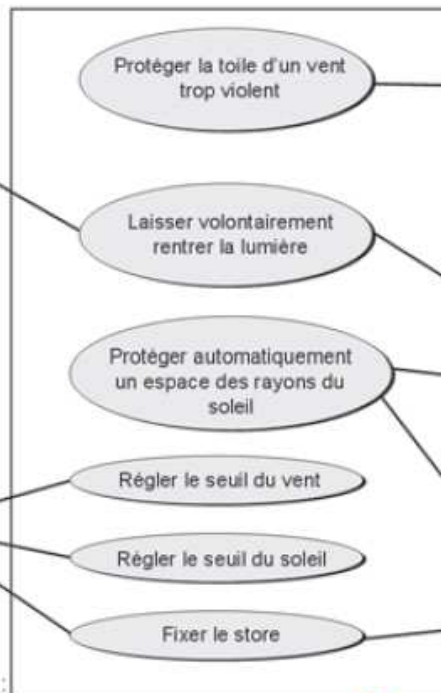 Protéger la toile d'un vent
trop violent
Laisser volontairement
rentrer la lumière
Protéger automatiquement
un espace des rayons du
soleil
Régler le seuil du vent
Régler le seuil du soleil
Fixer le store